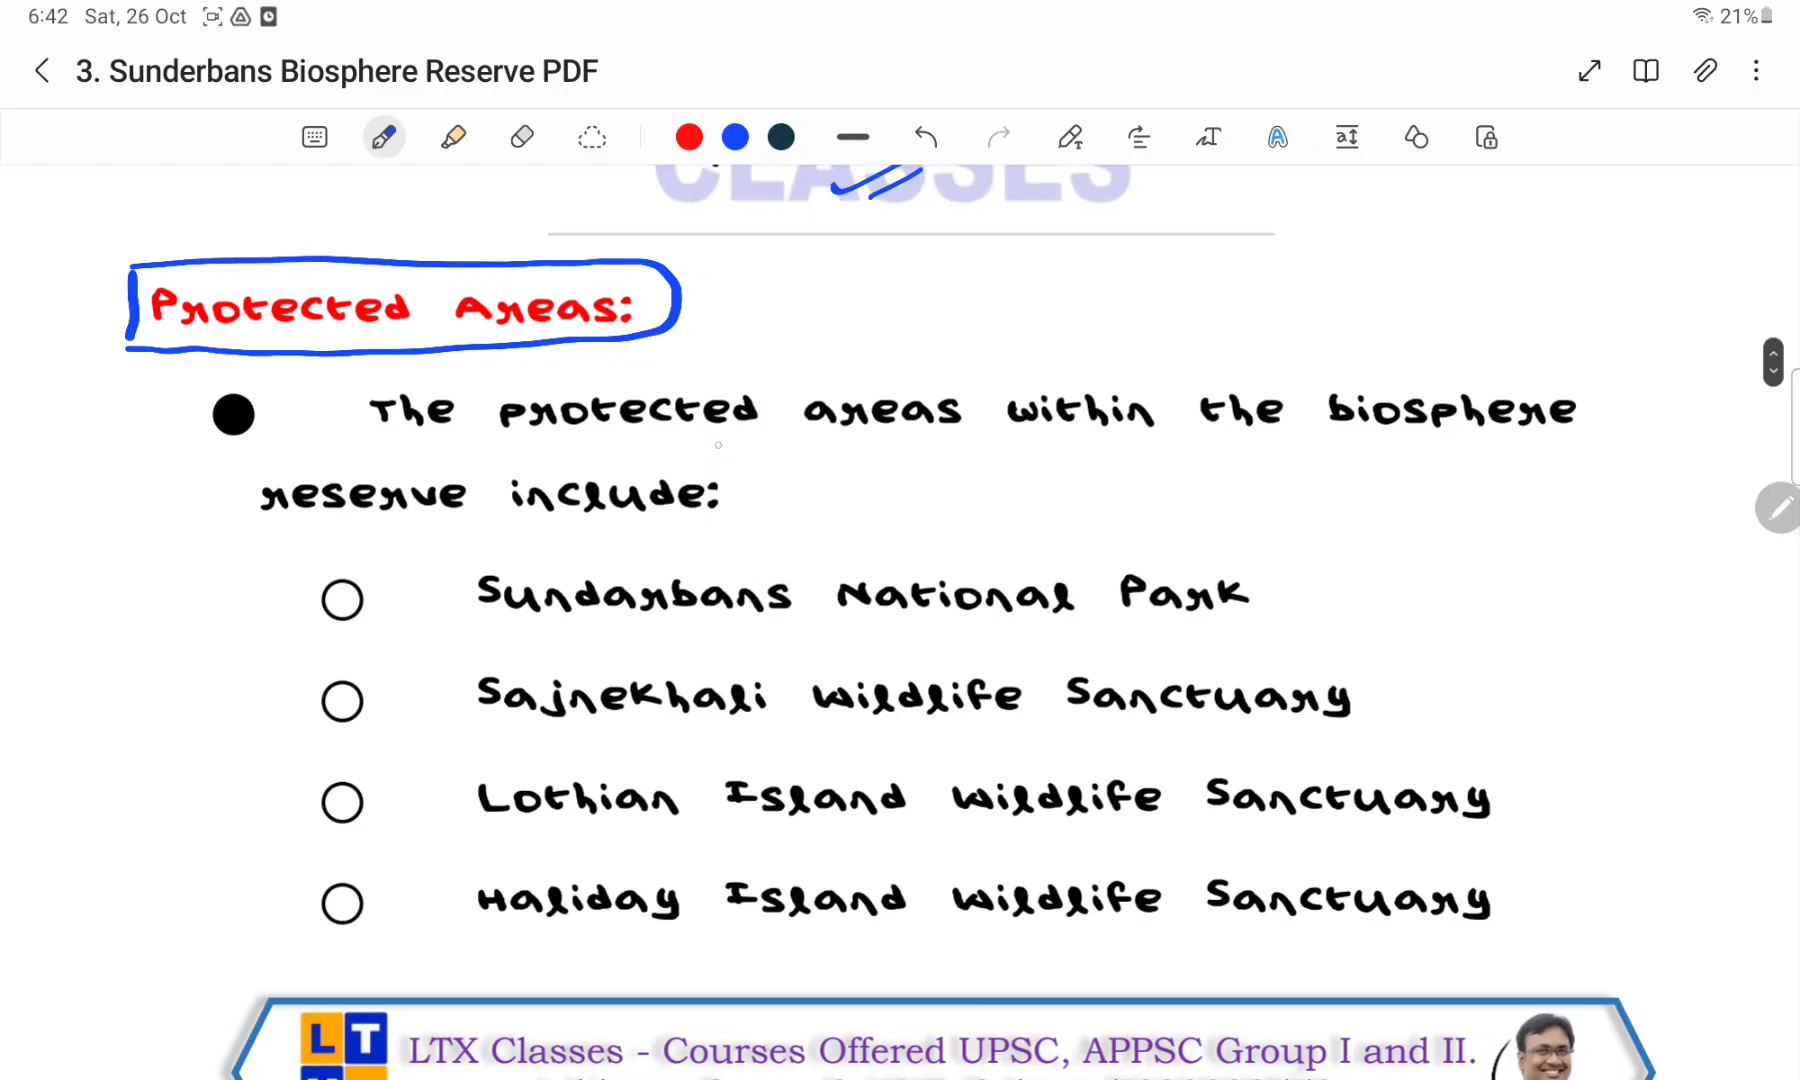 6:42 Sat, 26 Oct
21%
3. Sunderbans Biosphere Reserve PDF
CLASSES
Protected Areas:
The protected areas within the biosphere
reserve include:
Sundarbans National Park
Sajnekhali Wildlife Sanctuary
Lothian Island Wildlife Sanctuary
Haliday Island Wildlife Sanctuary
LT
LTX Classes - Courses Offered UPSC, APPSC Group I and II.